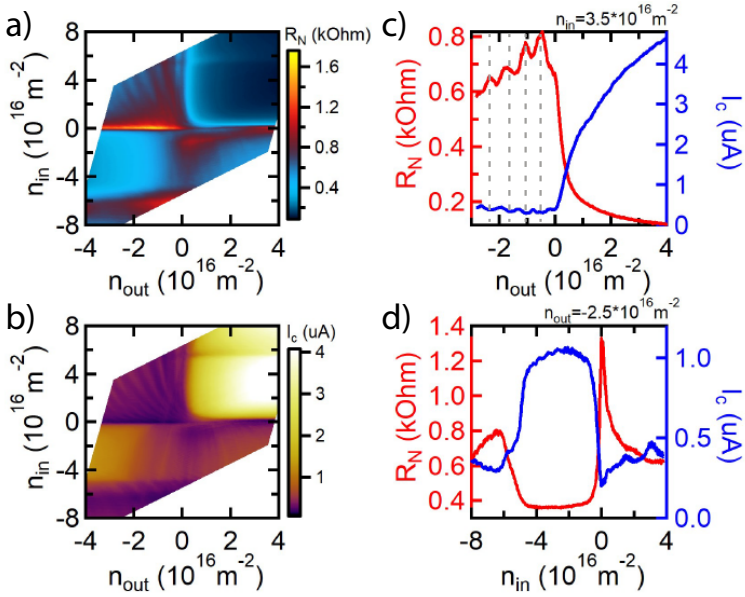 a)
R_N (kOhm)
8
4
0
-4
-8
n_in (10^16 m^-2)
1.6
1.2
0.8
0.4
-4 -2 0 2 4
n_out (10^16 m^-2)
c)
n_in=3.5*10^16 m^-2
0.8
0.6
0.4
0.2
R_N (kOhm)
4
3
2
1
0
I_c (uA)
-2 0 2 4
n_out (10^16 m^-2)
b)
I_c (uA)
8
4
0
-4
-8
n_in (10^16 m^-2)
4
3
2
1
-4 -2 0 2 4
n_out (10^16 m^-2)
d)
n_out=-2.5*10^16 m^-2
1.4
1.2
1.0
0.8
0.6
0.4
R_N (kOhm)
1.0
0.5
0.0
I_c (uA)
-8 -4 0 4
n_in (10^16 m^-2)